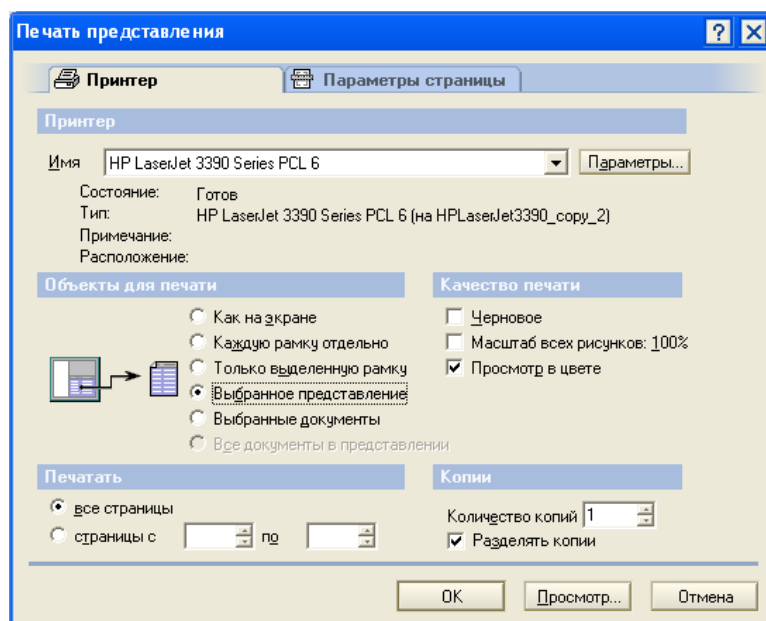 Печать представления
Принтер
Параметры страницы
Принтер
Имя HP LaserJet 3390 Series PCL 6 Параметры...
Состояние: Готов
Тип: HP LaserJet 3390 Series PCL 6 (на HPLaserJet3390_copy_2)
Примечание:
Расположение:
Объекты для печати
Как на экране
Каждую рамку отдельно
Только выделенную рамку
Выбранное представление
Выбранные документы
Все документы в представлении
Качество печати
Черновое
Масштаб всех рисунков: 100%
Просмотр в цвете
Печатать
все страницы
страницы с по
Копии
Количество копий 1
Разделять копии
OK Просмотр... Отмена